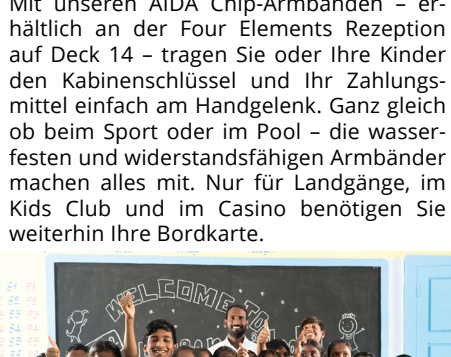 Mit unseren AIDA Chip-Armbänden – er-
hältlich an der Four Elements Rezeption
auf Deck 14 – tragen Sie oder Ihre Kinder
den Kabinenschlüssel und Ihr Zahlungs-
mittel einfach am Handgelenk. Ganz gleich
ob beim Sport oder im Pool – die wasser-
festen und widerstandsfähigen Armbänder
machen alles mit. Nur für Landgänge, im
Kids Club und im Casino benötigen Sie
weiterhin Ihre Bordkarte.
WELCOME TO